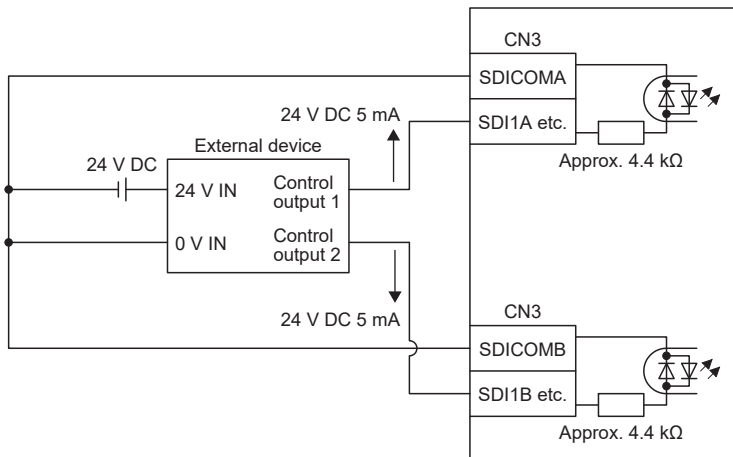 CN3
SDICOMA
24 V DC 5 mA
SDI1A etc.
External device
Approx. 4.4 kΩ
24 V DC
24 V IN
Control
output 1
0 V IN
Control
output 2
24 V DC 5 mA
CN3
SDICOMB
SDI1B etc.
Approx. 4.4 kΩ